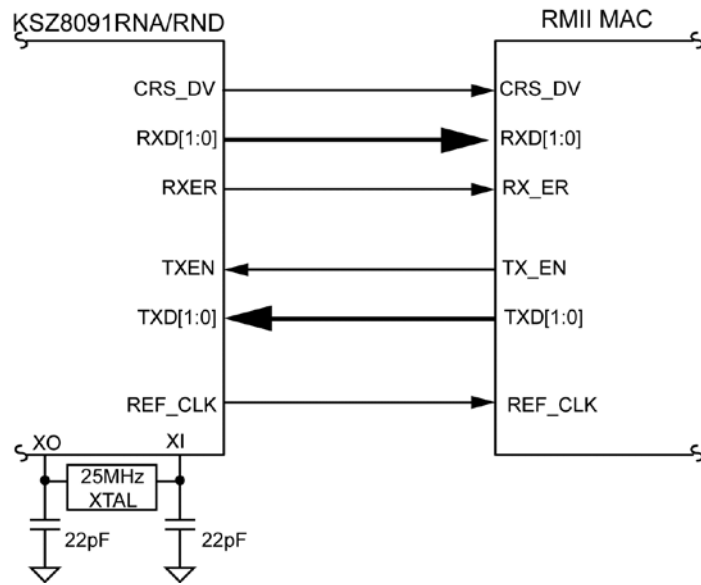 KSZ8091RNA/RND
RMII MAC
CRS_DV
CRS_DV
RXD[1:0]
RXD[1:0]
RXER
RX_ER
TXEN
TX_EN
TXD[1:0]
TXD[1:0]
REF_CLK
REF_CLK
XO
XI
25MHz
XTAL
22pF
22pF